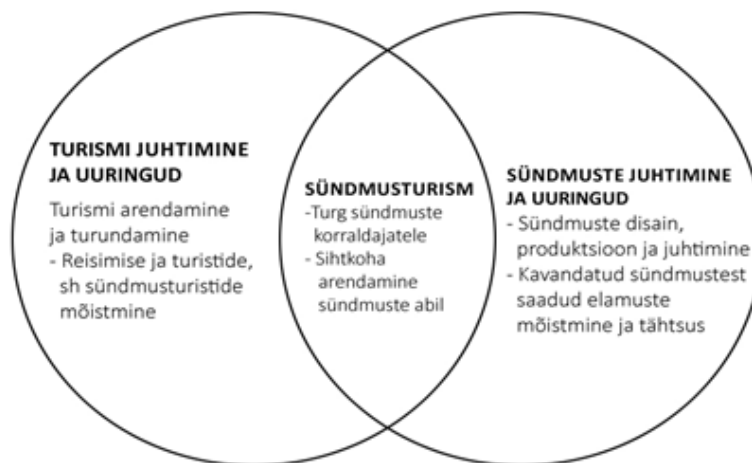 TURISMI JUHTIMINE
JA UURINGUD
Turismi arendamine
ja turundamine
- Reisimise ja turistide,
sh sündmusturistide
mõistmine
SÜNDMUSTURISM
-Turg sündmuste
korraldajatele
- Sihtkoha
arendamine
sündmuste abil
SÜNDMUSTE JUHTIMINE
JA UURINGUD
- Sündmuste disain,
produktsioon ja juhtimine
- Kavandatud sündmustest
saadud elamuste
mõistmine ja tähtsus